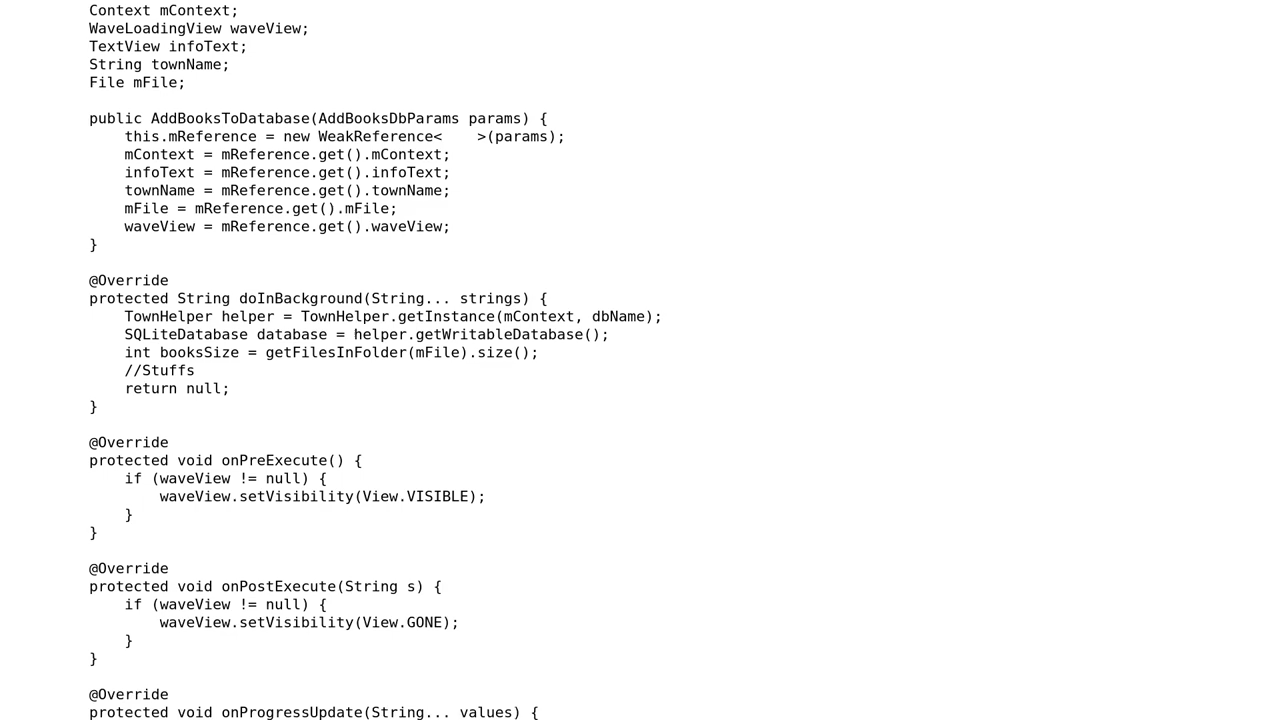 Context mContext;
WaveLoadingView waveView;
TextView infoText;
String townName;
File mFile;

public AddBooksToDatabase(AddBooksDbParams params) {
    this.mReference = new WeakReference<    >(params);
    mContext = mReference.get().mContext;
    infoText = mReference.get().infoText;
    townName = mReference.get().townName;
    mFile = mReference.get().mFile;
    waveView = mReference.get().waveView;
}

@Override
protected String doInBackground(String... strings) {
    TownHelper helper = TownHelper.getInstance(mContext, dbName);
    SQLiteDatabase database = helper.getWritableDatabase();
    int booksSize = getFilesInFolder(mFile).size();
    //Stuffs
    return null;
}

@Override
protected void onPreExecute() {
    if (waveView != null) {
        waveView.setVisibility(View.VISIBLE);
    }
}

@Override
protected void onPostExecute(String s) {
    if (waveView != null) {
        waveView.setVisibility(View.GONE);
    }
}

@Override
protected void onProgressUpdate(String... values) {